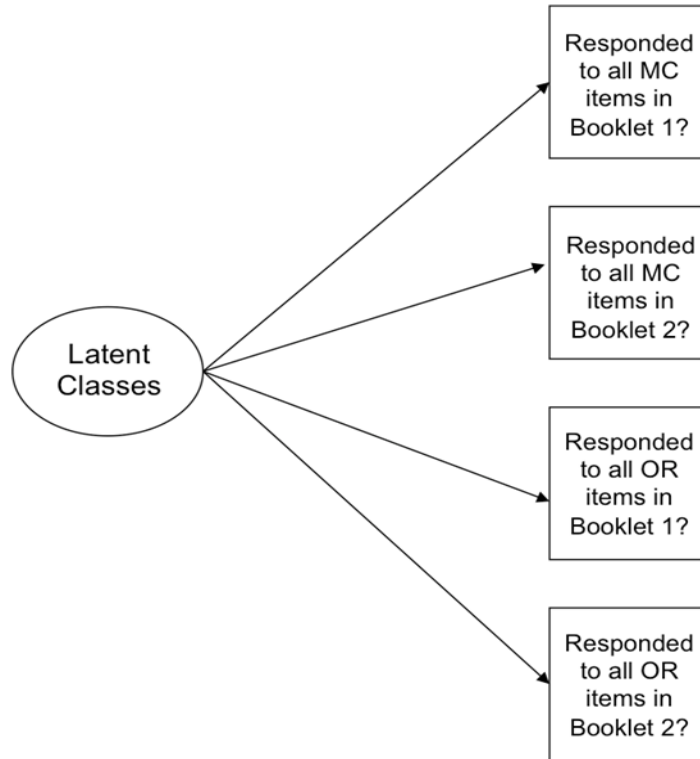 Responded
to all MC
items in
Booklet 1?
Responded
to all MC
items in
Booklet 2?
Latent
Classes
Responded
to all OR
items in
Booklet 1?
Responded
to all OR
items in
Booklet 2?